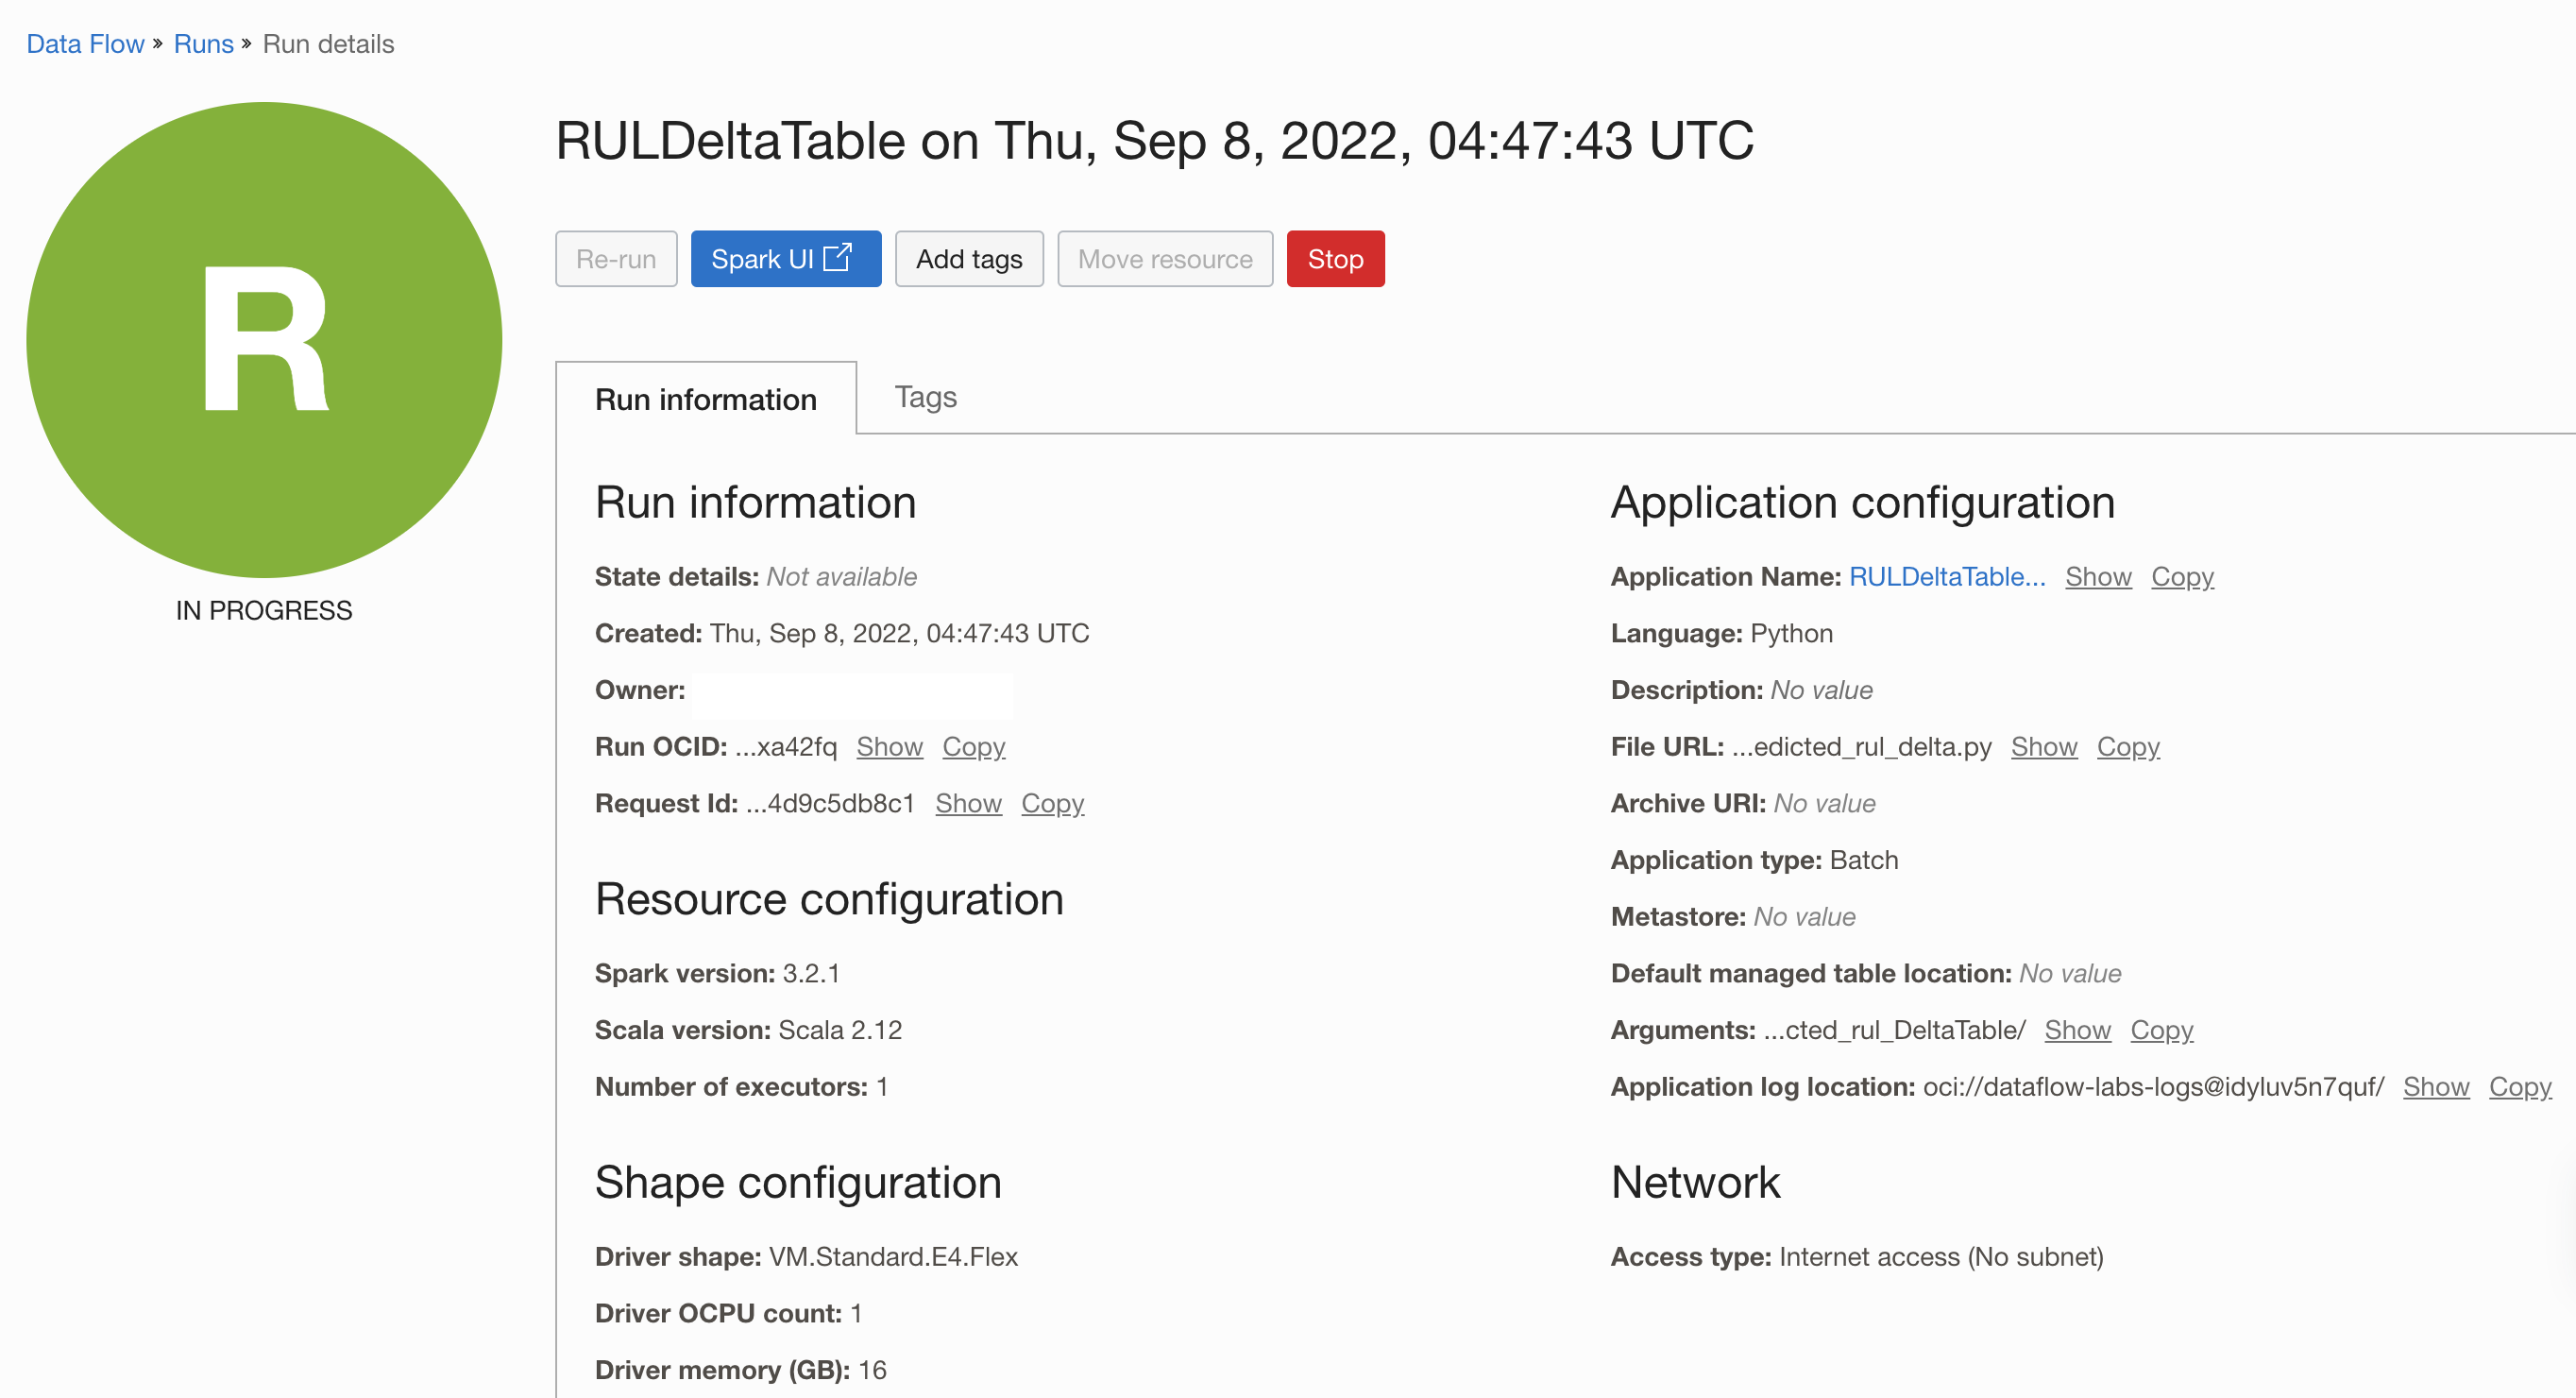 Data Flow » Runs » Run details
R
IN PROGRESS
RULDeltaTable on Thu, Sep 8, 2022, 04:47:43 UTC
Re-run Spark UI Add tags Move resource Stop
Run information Tags
Run information
State details: Not available
Created: Thu, Sep 8, 2022, 04:47:43 UTC
Owner:
Run OCID: ...xa42fq Show Copy
Request Id: ...4d9c5db8c1 Show Copy
Resource configuration
Spark version: 3.2.1
Scala version: Scala 2.12
Number of executors: 1
Shape configuration
Driver shape: VM.Standard.E4.Flex
Driver OCPU count: 1
Driver memory (GB): 16
Application configuration
Application Name: RULDeltaTable... Show Copy
Language: Python
Description: No value
File URL: ...edicted_rul_delta.py Show Copy
Archive URI: No value
Application type: Batch
Metastore: No value
Default managed table location: No value
Arguments: ...cted_rul_DeltaTable/ Show Copy
Application log location: oci://dataflow-labs-logs@idyluv5n7quf/ Show Copy
Network
Access type: Internet access (No subnet)